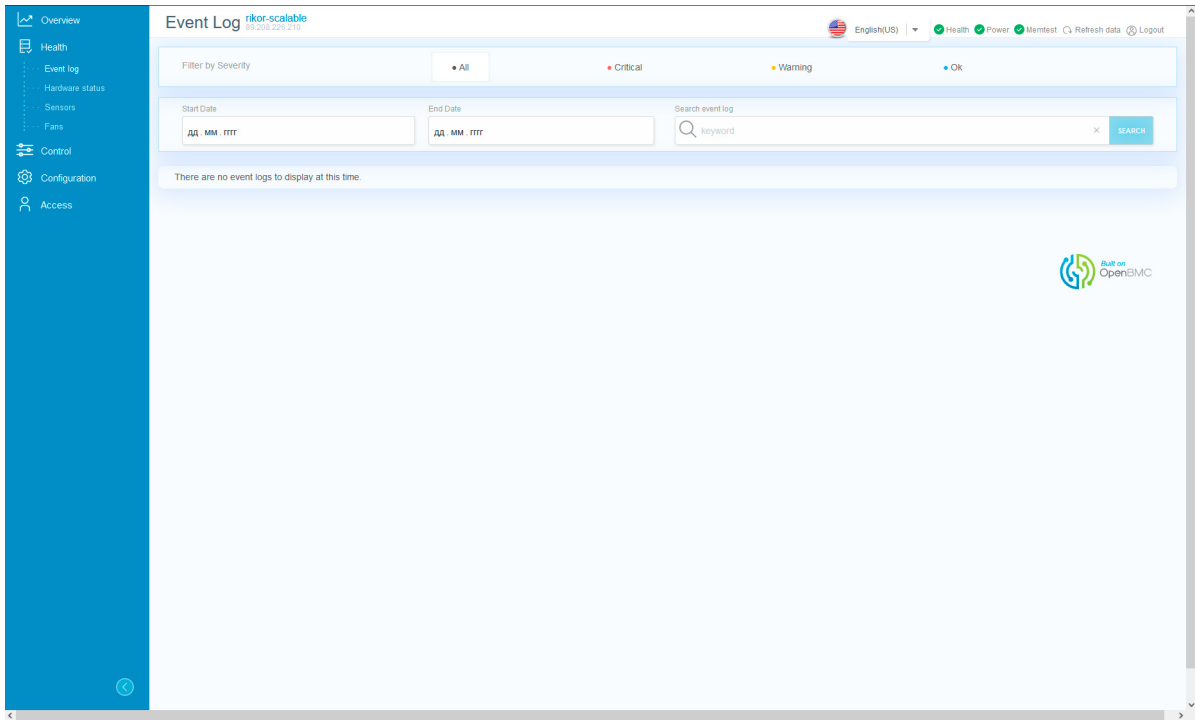 Overview
Health
Event log
Hardware status
Sensors
Fans
Control
Configuration
Access
Event Log rikor-scalable
English(US)
Health Power Memtest Refresh data Logout
Filter by Severity All Critical Warning Ok
Start Date End Date Search event log
дд . мм . гггг дд . мм . гггг keyword × SEARCH
There are no event logs to display at this time.
Built on
OpenBMC